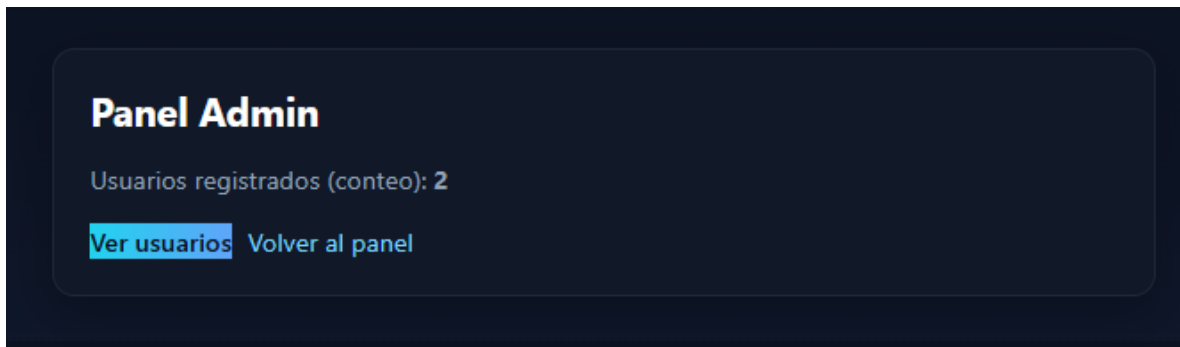 Panel Admin
Usuarios registrados (conteo): 2
Ver usuarios Volver al panel